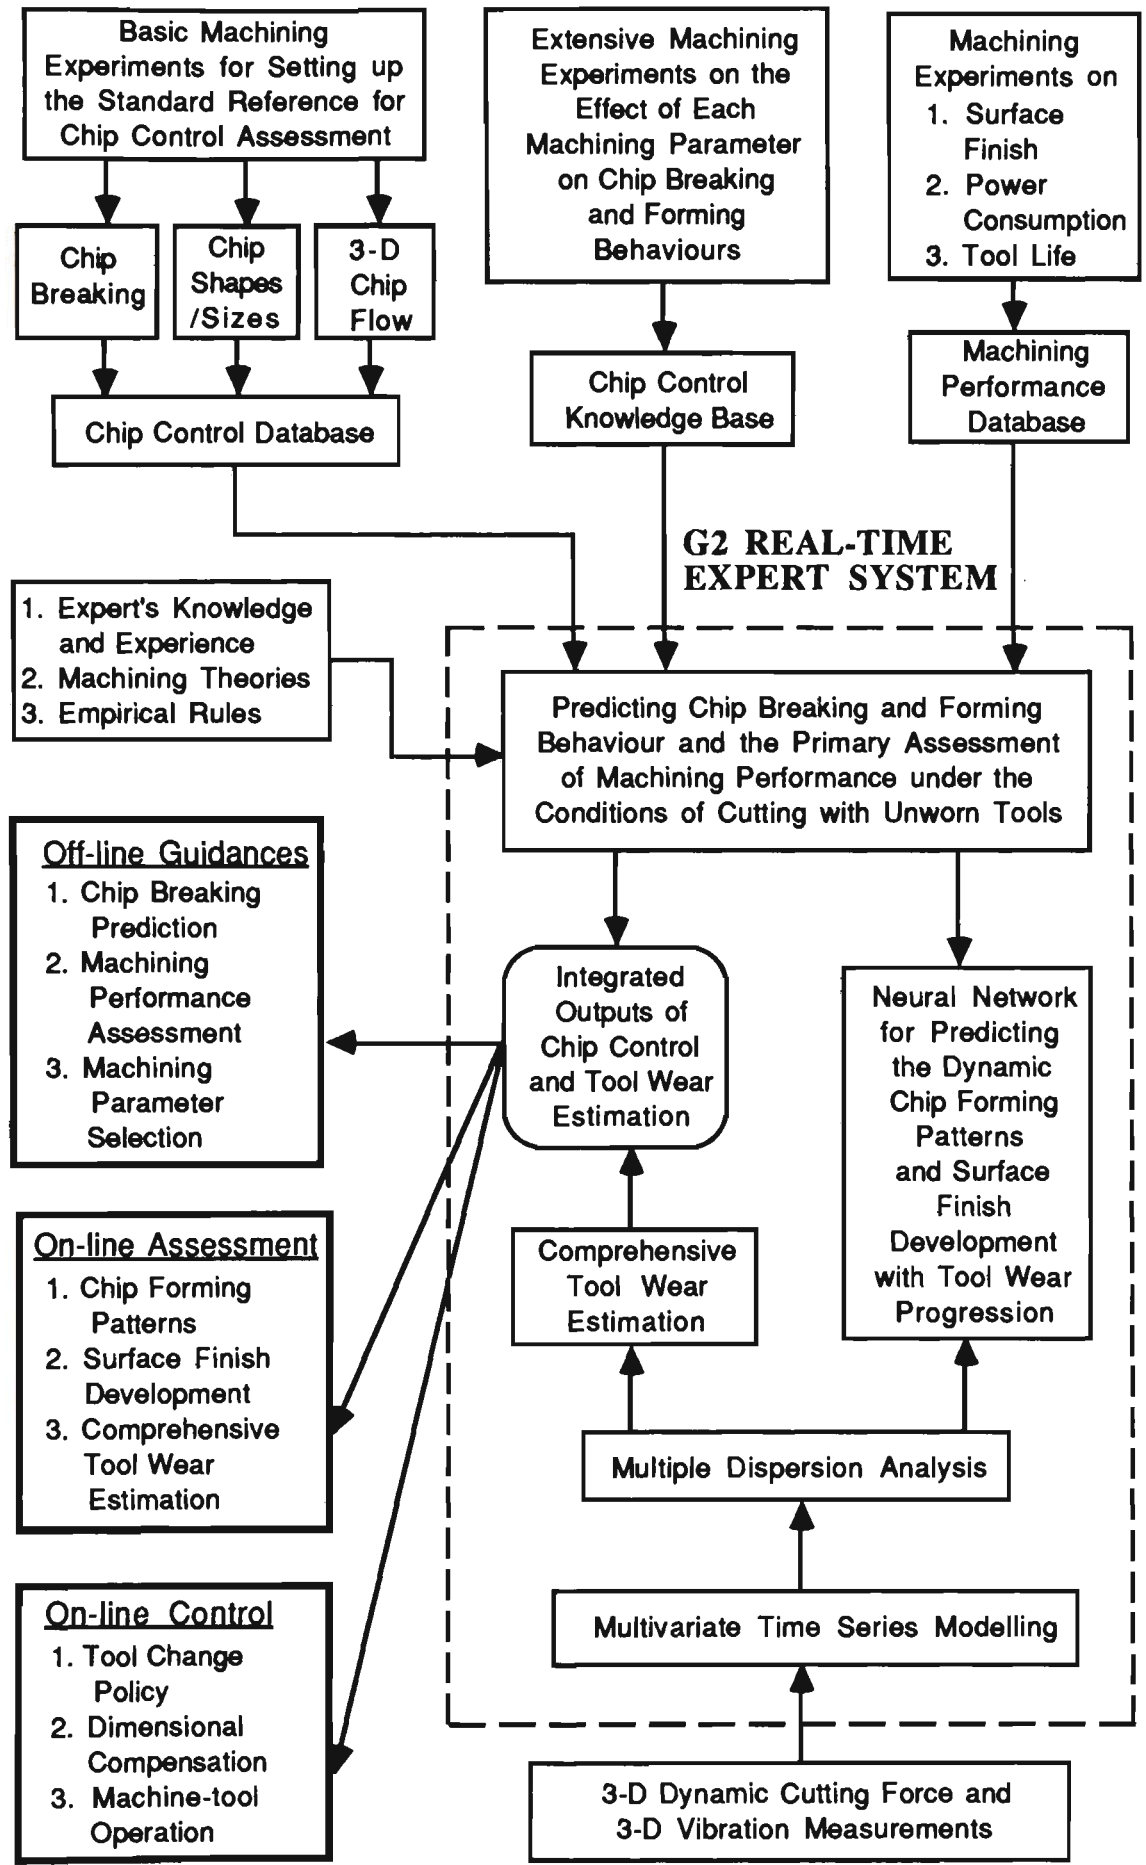 Basic Machining
Experiments for Setting up
the Standard Reference for
Chip Control Assessment
Extensive Machining
Experiments on the
Effect of Each
Machining Parameter
on Chip Breaking
and Forming
Behaviours
Machining
Experiments on
1. Surface
Finish
2. Power
Consumption
3. Tool Life
Chip
Breaking
Chip
Shapes
/Sizes
3-D
Chip
Flow
Chip Control
Knowledge Base
Machining
Performance
Database
Chip Control Database
G2 REAL-TIME
EXPERT SYSTEM
1. Expert's Knowledge
and Experience
2. Machining Theories
3. Empirical Rules
Predicting Chip Breaking and Forming
Behaviour and the Primary Assessment
of Machining Performance under the
Conditions of Cutting with Unworn Tools
Off-line Guidances
1. Chip Breaking
Prediction
2. Machining
Performance
Assessment
3. Machining
Parameter
Selection
Integrated
Outputs of
Chip Control
and Tool Wear
Estimation
Neural Network
for Predicting
the Dynamic
Chip Forming
Patterns
and Surface
Finish
Development
with Tool Wear
Progression
On-line Assessment
1. Chip Forming
Patterns
2. Surface Finish
Development
3. Comprehensive
Tool Wear
Estimation
Comprehensive
Tool Wear
Estimation
Multiple Dispersion Analysis
On-line Control
1. Tool Change
Policy
2. Dimensional
Compensation
3. Machine-tool
Operation
Multivariate Time Series Modelling
3-D Dynamic Cutting Force and
3-D Vibration Measurements